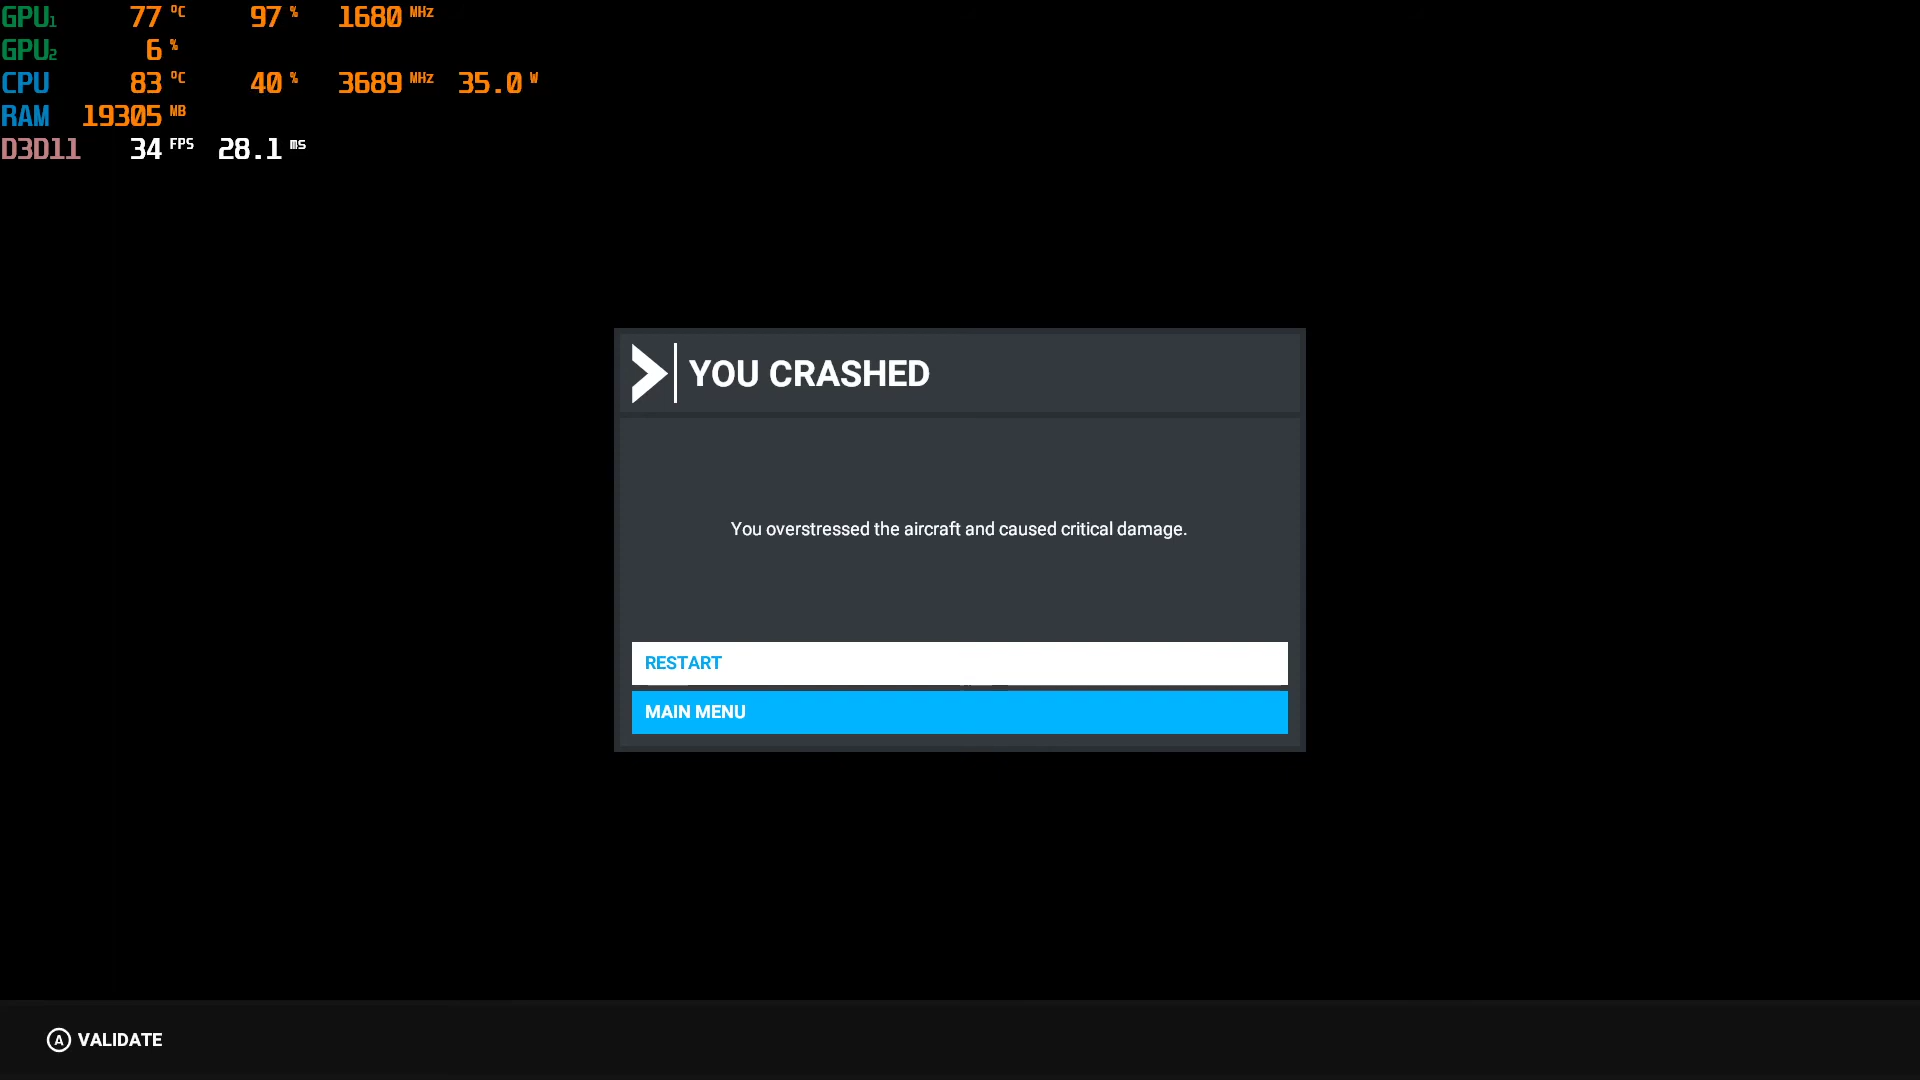 GPU1 77 °C 97 % 1680 MHz
GPU2 6 %
CPU 83 °C 40 % 3689 MHz 35.0 W
RAM 19305 MB
D3D11 34 FPS 28.1 ms
YOU CRASHED
You overstressed the aircraft and caused critical damage.
RESTART
MAIN MENU
A VALIDATE